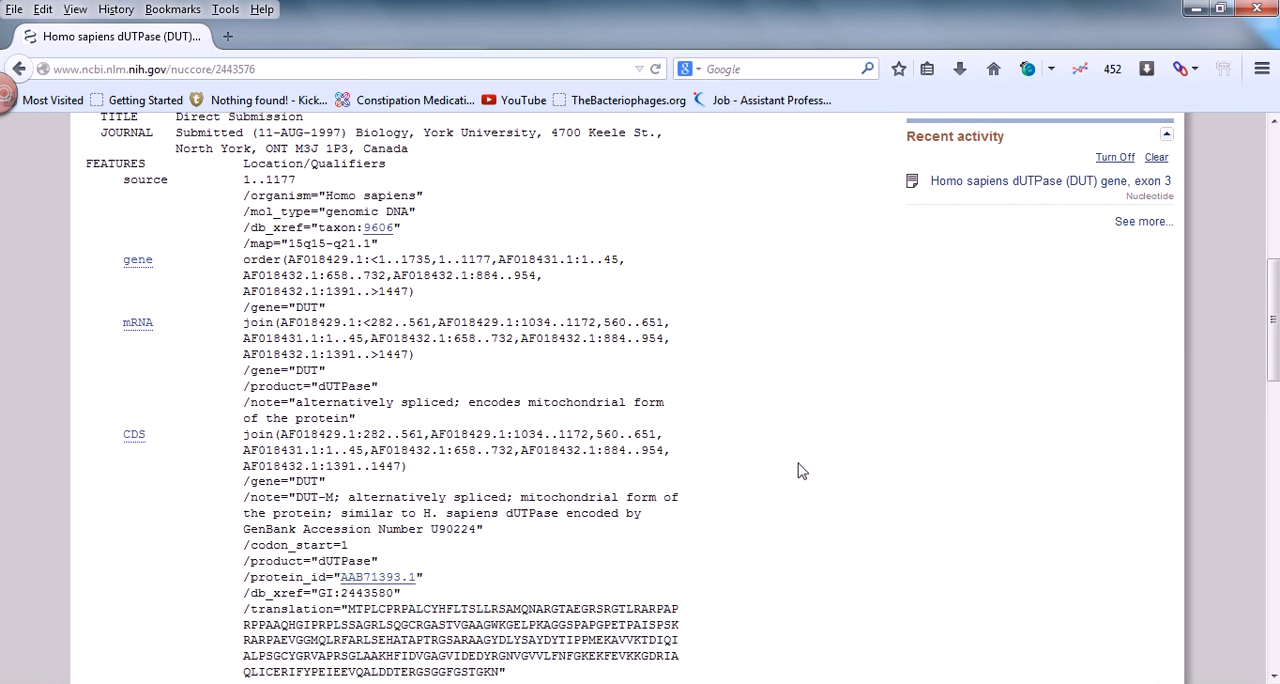 File Edit View History Bookmarks Tools Help
Homo sapiens dUTPase (DUT)...
www.ncbi.nlm.nih.gov/nuccore/2443576 Google 452
Most Visited Getting Started Nothing found! - Kick... Constipation Medicati... YouTube TheBacteriophages.org Job - Assistant Profess...
TITLE Direct Submission
JOURNAL Submitted (11-AUG-1997) Biology, York University, 4700 Keele St.,
North York, ONT M3J 1P3, Canada
FEATURES Location/Qualifiers
source 1..1177
/organism="Homo sapiens"
/mol_type="genomic DNA"
/db_xref="taxon:9606"
/map="15q15-q21.1"
gene order(AF018429.1:<1..1735,1..1177,AF018431.1:1..45,
AF018432.1:658..732,AF018432.1:884..954,
AF018432.1:1391..>1447)
/gene="DUT"
mRNA join(AF018429.1:<282..561,AF018429.1:1034..1172,560..651,
AF018431.1:1..45,AF018432.1:658..732,AF018432.1:884..954,
AF018432.1:1391..>1447)
/gene="DUT"
/product="dUTPase"
/note="alternatively spliced; encodes mitochondrial form
of the protein"
CDS join(AF018429.1:282..561,AF018429.1:1034..1172,560..651,
AF018431.1:1..45,AF018432.1:658..732,AF018432.1:884..954,
AF018432.1:1391..1447)
/gene="DUT"
/note="DUT-M; alternatively spliced; mitochondrial form of
the protein; similar to H. sapiens dUTPase encoded by
GenBank Accession Number U90224"
/codon_start=1
/product="dUTPase"
/protein_id="AAB71393.1"
/db_xref="GI:2443580"
/translation="MTPLCPRPALCYHFLTSLLRSAMQNARGTAEGRSRGTLRARPAP
RPPAAQHGIPRPLSSAGRLSQGCRGASTVGAAGWKGELPKAGGSPAPGPETPAISPSK
RARPAEVGGMQLRFARLSEHATAPTRGSARAAGYDLYSAYDYTIPPMEKAVVKTDIQI
ALPSGCYGRVAPRSGLAAKHFIDVGAGVIDEDYRGNVGVVLFNFGKEKFEVKKGDRIA
QLICERIFYPEIEEVQALDDTERGSGGFGSTGKN"
Recent activity
Turn Off Clear
Homo sapiens dUTPase (DUT) gene, exon 3
Nucleotide
See more...